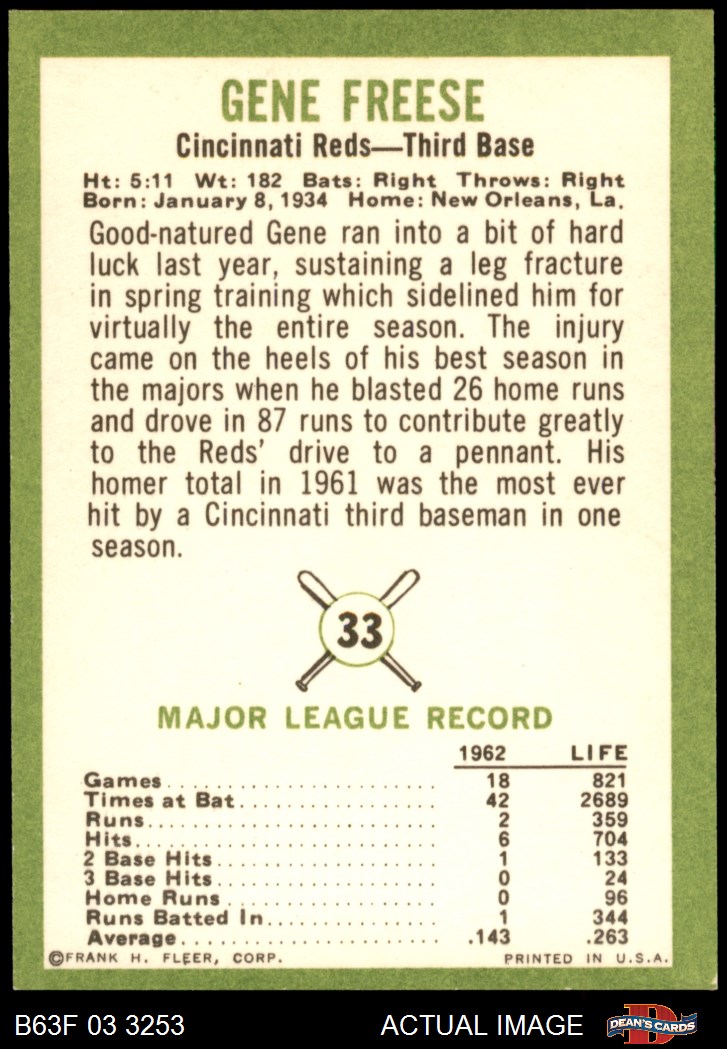 GENE FREESE
Cincinnati Reds—Third Base
Ht: 5:11 Wt: 182 Bats: Right Throws: Right
Born: January 8, 1934 Home: New Orleans, La.
Good-natured Gene ran into a bit of hard
luck last year, sustaining a leg fracture
in spring training which sidelined him for
virtually the entire season. The injury
came on the heels of his best season in
the majors when he blasted 26 home runs
and drove in 87 runs to contribute greatly
to the Reds' drive to a pennant. His
homer total in 1961 was the most ever
hit by a Cincinnati third baseman in one
season.
33
MAJOR LEAGUE RECORD
1962 LIFE
Games 18 821
Times at Bat 42 2689
Runs 2 359
Hits 6 704
2 Base Hits 1 133
3 Base Hits 0 24
Home Runs 0 96
Runs Batted In 1 344
Average .143 .263
©FRANK H. FLEER, CORP. PRINTED IN U.S.A.
B63F 03 3253 ACTUAL IMAGE DEAN'S CARDS